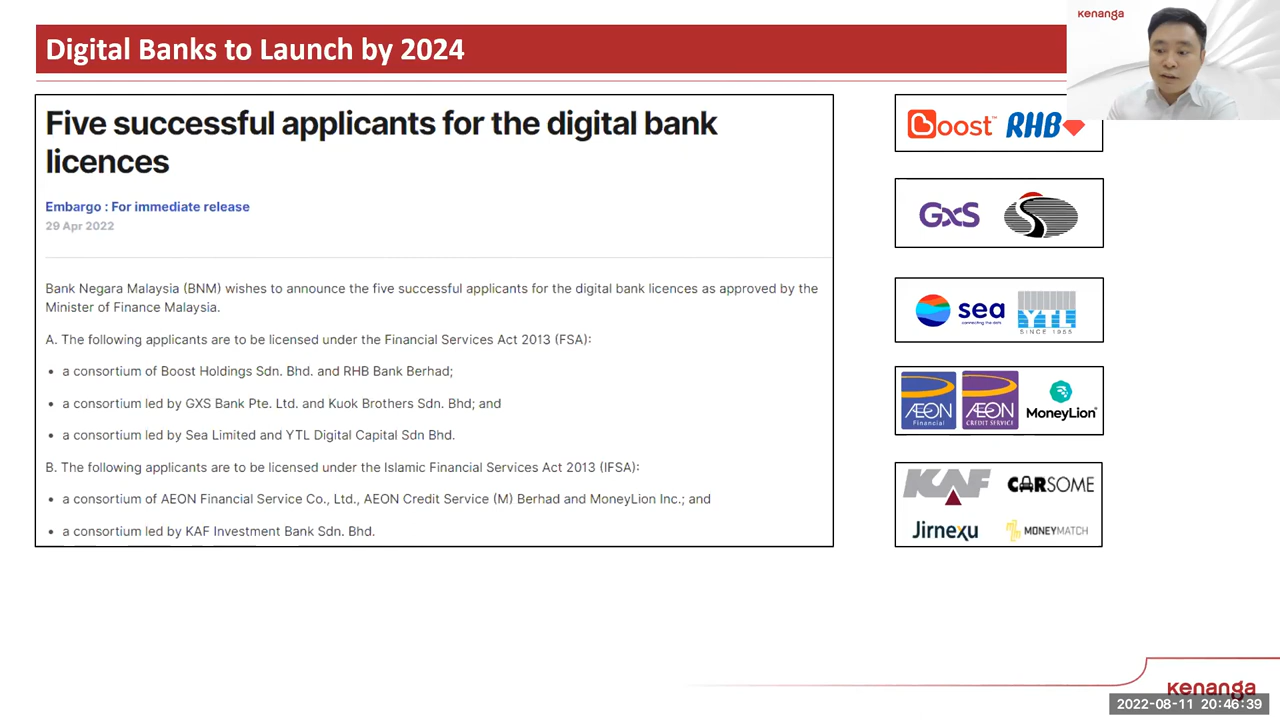 Digital Banks to Launch by 2024
kenanga
Five successful applicants for the digital bank
licences
Embargo : For immediate release
29 Apr 2022
Bank Negara Malaysia (BNM) wishes to announce the five successful applicants for the digital bank licences as approved by the
Minister of Finance Malaysia.
A. The following applicants are to be licensed under the Financial Services Act 2013 (FSA):
• a consortium of Boost Holdings Sdn. Bhd. and RHB Bank Berhad;
• a consortium led by GXS Bank Pte. Ltd. and Kuok Brothers Sdn. Bhd; and
• a consortium led by Sea Limited and YTL Digital Capital Sdn Bhd.
B. The following applicants are to be licensed under the Islamic Financial Services Act 2013 (IFSA):
• a consortium of AEON Financial Service Co., Ltd., AEON Credit Service (M) Berhad and MoneyLion Inc.; and
• a consortium led by KAF Investment Bank Sdn. Bhd.
Boost™ RHB
GXS
sea
connecting the dots
YTL
SINCE 1955
AEON
Financial
AEON
CREDIT SERVICE
MoneyLion
KAF
CARSOME
Jirnexu
MONEYMATCH
kenanga
2022-08-11 20:46:39